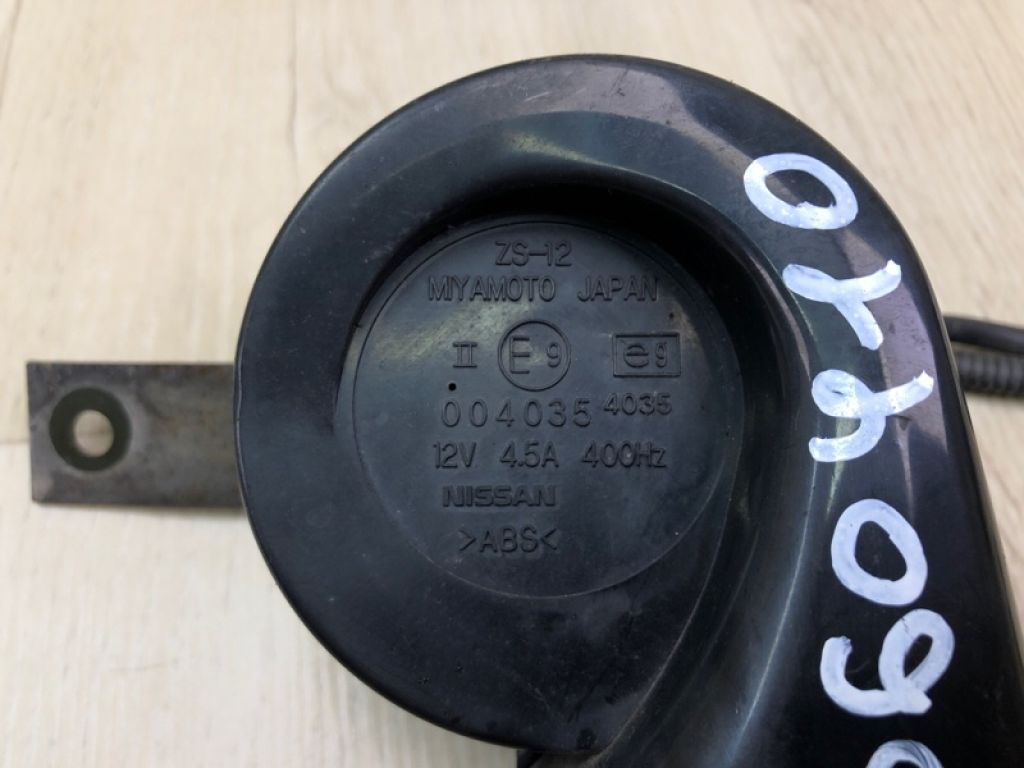 ZS-12
MIYAMOTO JAPAN
II E9 e9
004035 4035
12V 4.5A 400Hz
NISSAN
>ABS<